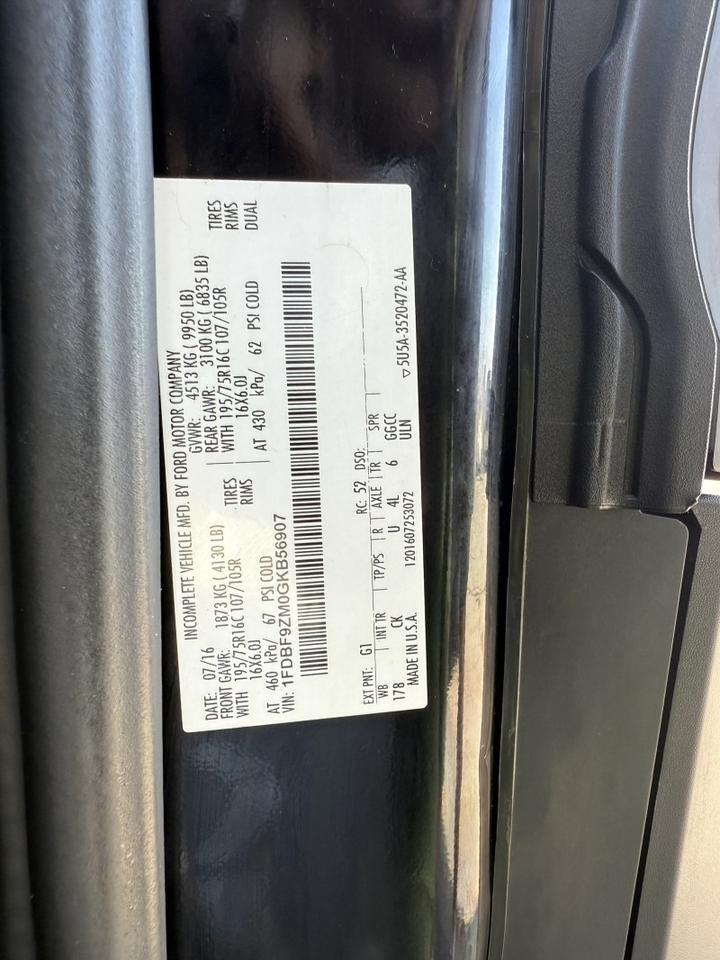 INCOMPLETE VEHICLE MFD. BY FORD MOTOR COMPANY
DATE: 07/16 GVWR: 4513 KG ( 9950 LB)
FRONT GAWR: 1873 KG ( 4130 LB) REAR GAWR: 3100 KG ( 6835 LB)
WITH 195/75R16C 107/105R TIRES WITH 195/75R16C 107/105R TIRES
16X6.0J RIMS 16X6.0J RIMS
AT 460 kPa/ 67 PSI COLD AT 430 kPa/ 62 PSI COLD DUAL
VIN: 1FDBF9ZM0GKB56907
EXT PNT: G1 RC: 52 DSO:
WB INT TR TP/PS R AXLE TR SPR
178 CK U 4L 6 GGCC
MADE IN U.S.A. 1201607253072 ULN
▽ 5U5A-3520472-AA